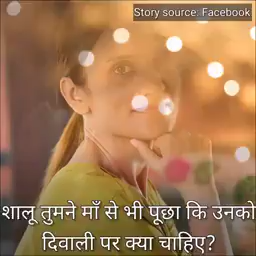 Story source: Facebook
शालू तुमने माँ से भी पूछा कि उनको
दिवाली पर क्या चाहिए?